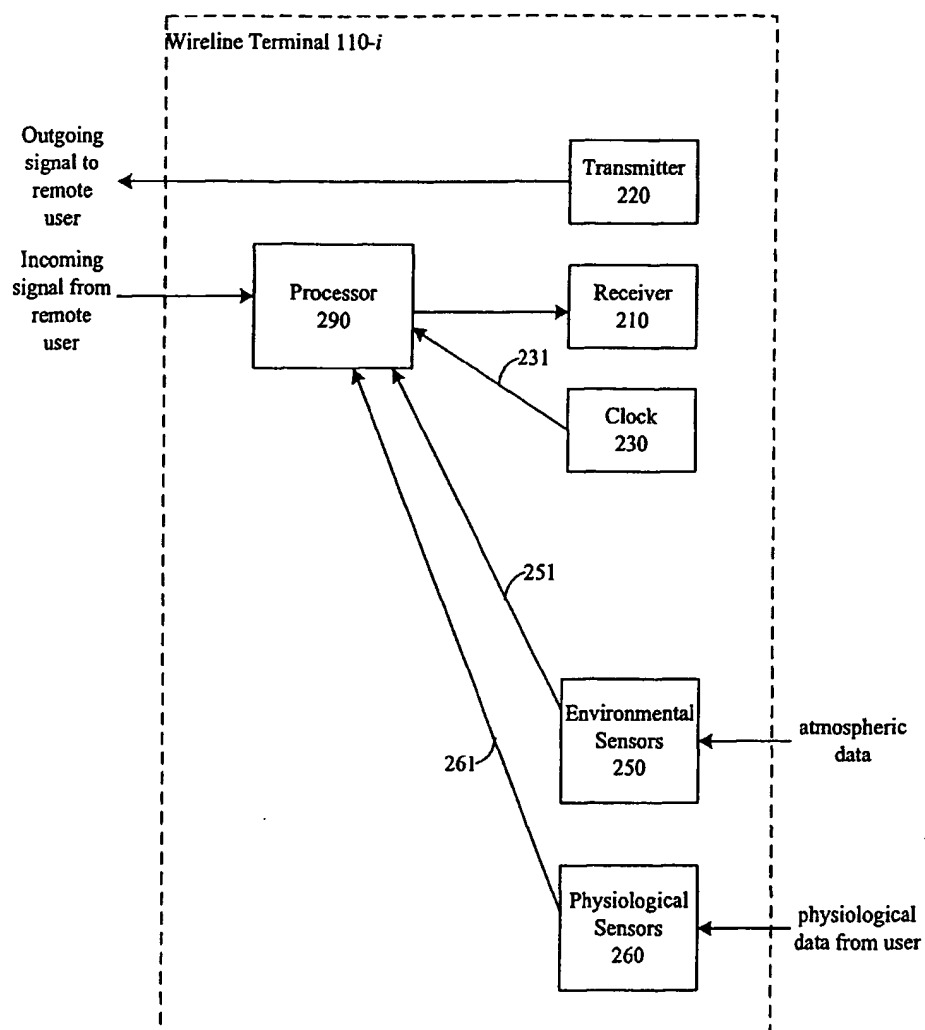 Wireline Terminal 110-i
Outgoing
signal to
remote
user
Transmitter
220
Incoming
signal from
remote
user
Processor
290
Receiver
210
231
Clock
230
251
Environmental
Sensors
250
atmospheric
data
261
Physiological
Sensors
260
physiological
data from user